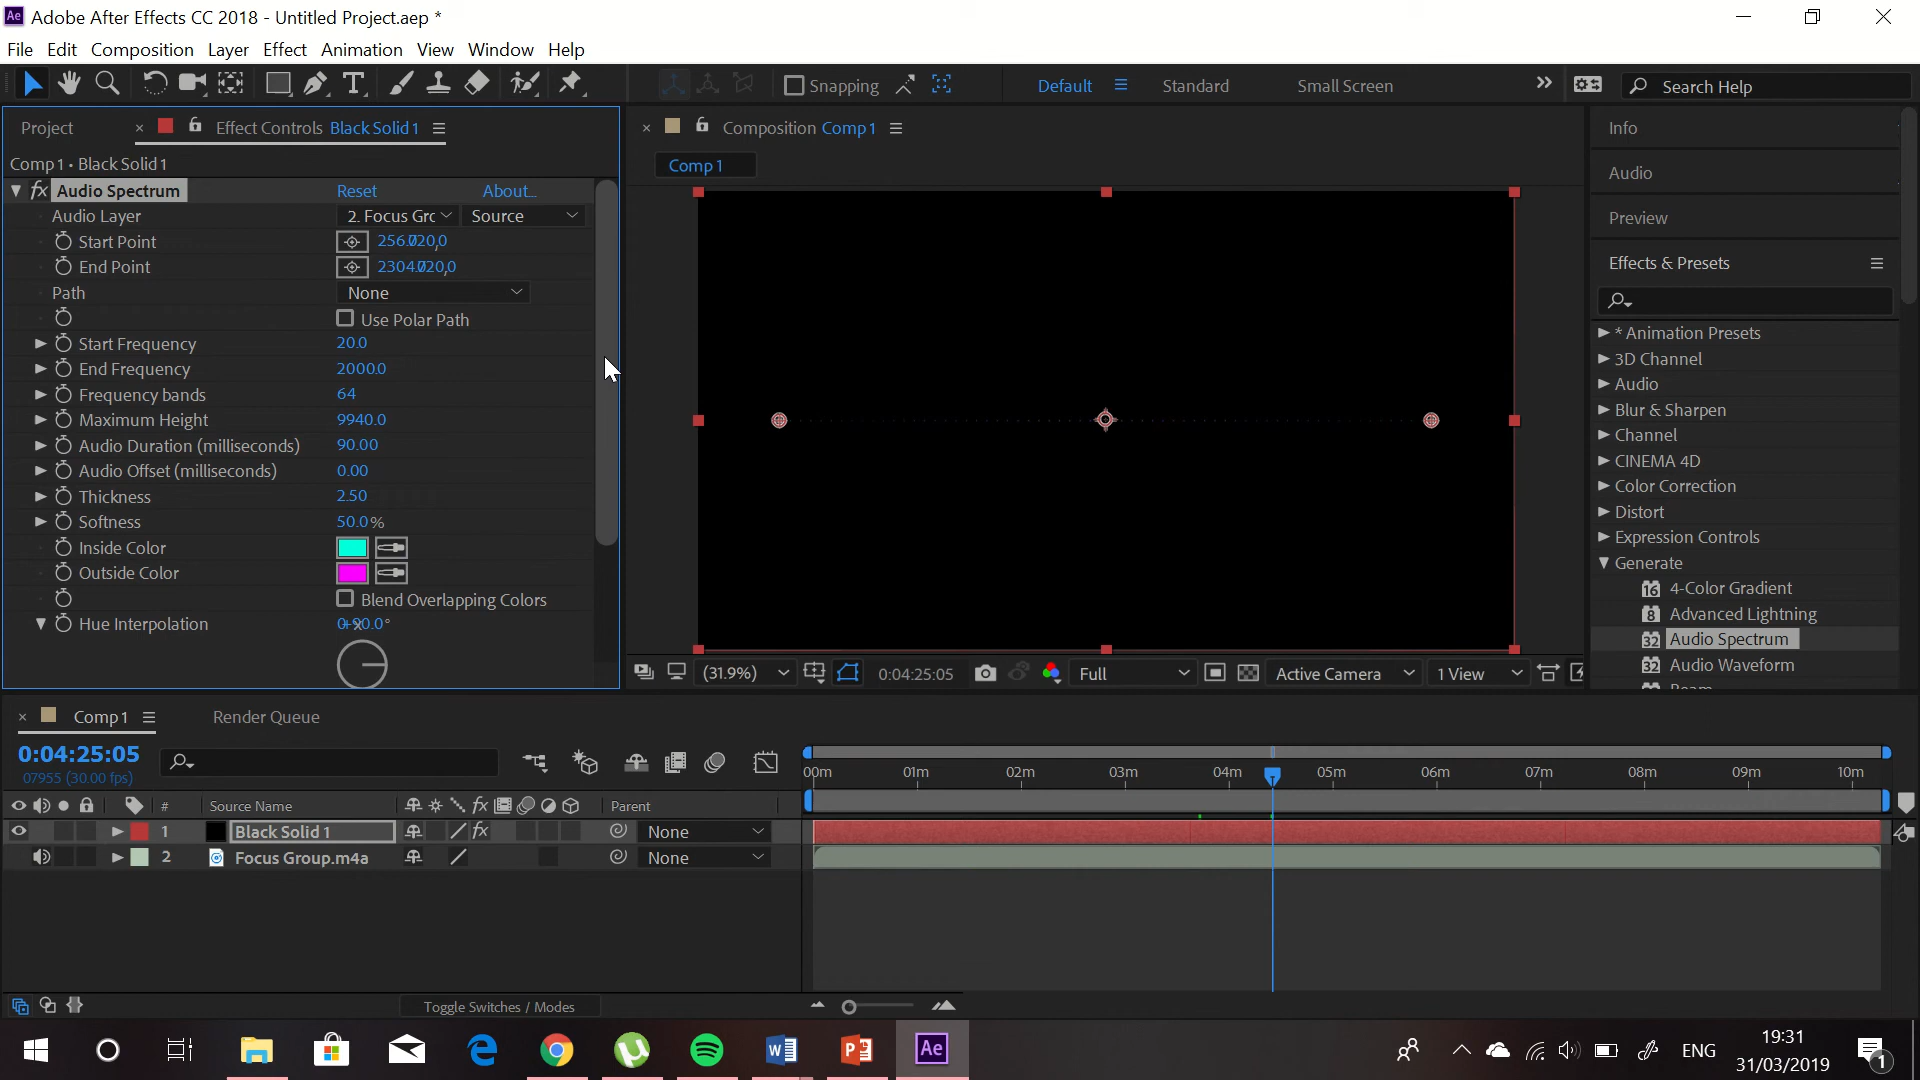 Adobe After Effects CC 2018 - Untitled Project.aep *
File Edit Composition Layer Effect Animation View Window Help
Snapping Default Standard Small Screen Search Help
Project Effect Controls Black Solid 1
Comp 1 • Black Solid 1
fx Audio Spectrum Reset About...
Audio Layer 2. Focus Grc Source
Start Point 256.0
End Point 2304.0
Path None
Use Polar Path
Start Frequency 20.0
End Frequency 2000.0
Frequency bands 64
Maximum Height 9940.0
Audio Duration (milliseconds) 90.00
Audio Offset (milliseconds) 0.00
Thickness 2.50
Softness 50.0%
Inside Color
Outside Color
Blend Overlapping Colors
Hue Interpolation
Composition Comp 1
Comp 1
(31.9%) 0:04:25:05 Full Active Camera 1 View
Info
Audio
Preview
Effects & Presets
* Animation Presets
3D Channel
Audio
Blur & Sharpen
Channel
CINEMA 4D
Color Correction
Distort
Expression Controls
Generate
16 4-Color Gradient
8 Advanced Lightning
32 Audio Spectrum
32 Audio Waveform
Comp 1 Render Queue
0:04:25:05
07955 (30.00 fps)
00m 01m 02m 03m 04m 05m 06m 07m 08m 09m 10m
# Source Name fx Parent
1 Black Solid 1 fx None
2 Focus Group.m4a None
Toggle Switches / Modes
Ae
ENG
19:31
31/03/2019
1